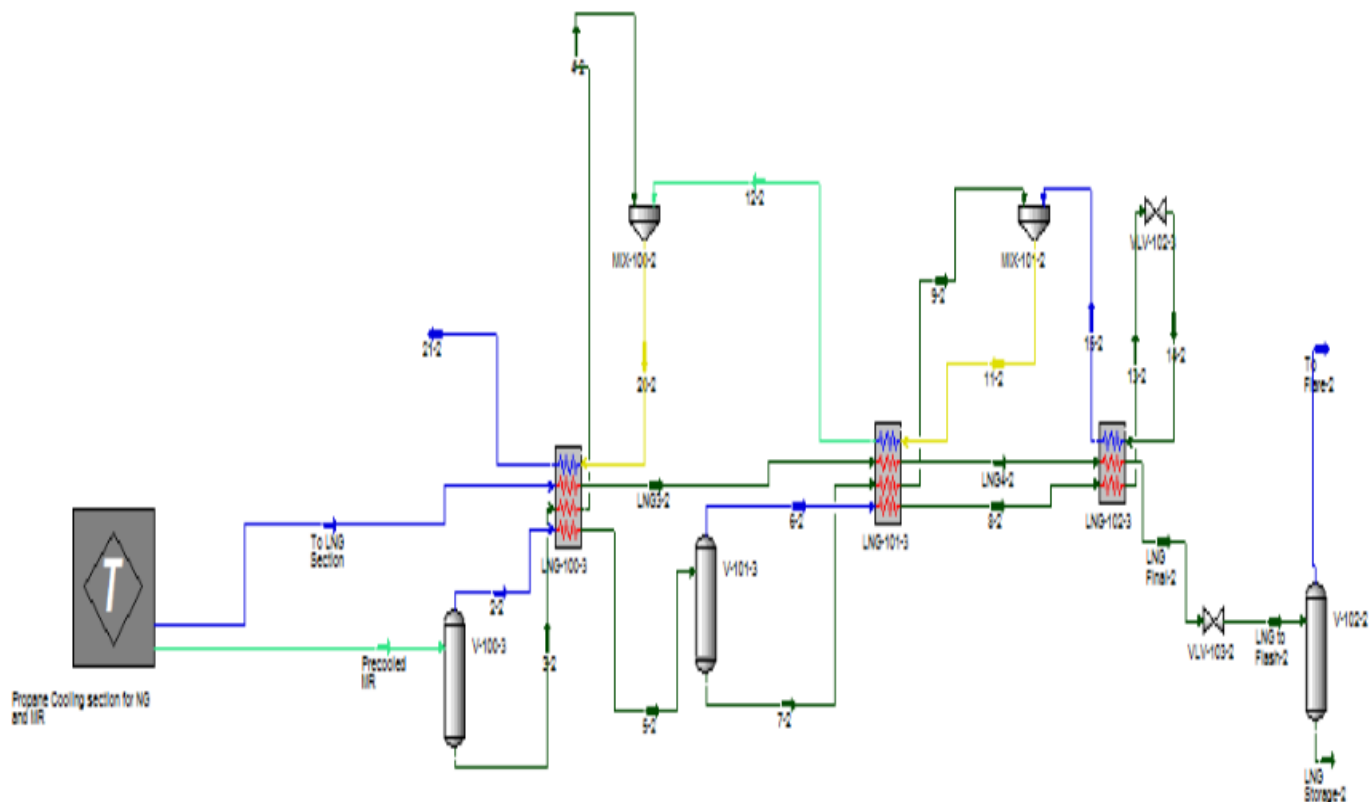 4-2
12-2
MIX-100-2
VLV-102-3
MIX-101-2
9-2
21-2
20-2
11-2
15-2
13-2
14-2
To
Flare-2
LNG3-2
LNG4-2
6-2
8-2
To LNG
Section
LNG-100-3
LNG-101-3
LNG-102-3
V-101-3
LNG
Final-2
T
2-2
V-100-3
V-102-2
VLV-103-2
LNG to
Flash-2
Precooled
MR
3-2
Propane Cooling section for NG
and MR
5-2
7-2
LNG
Storage-2